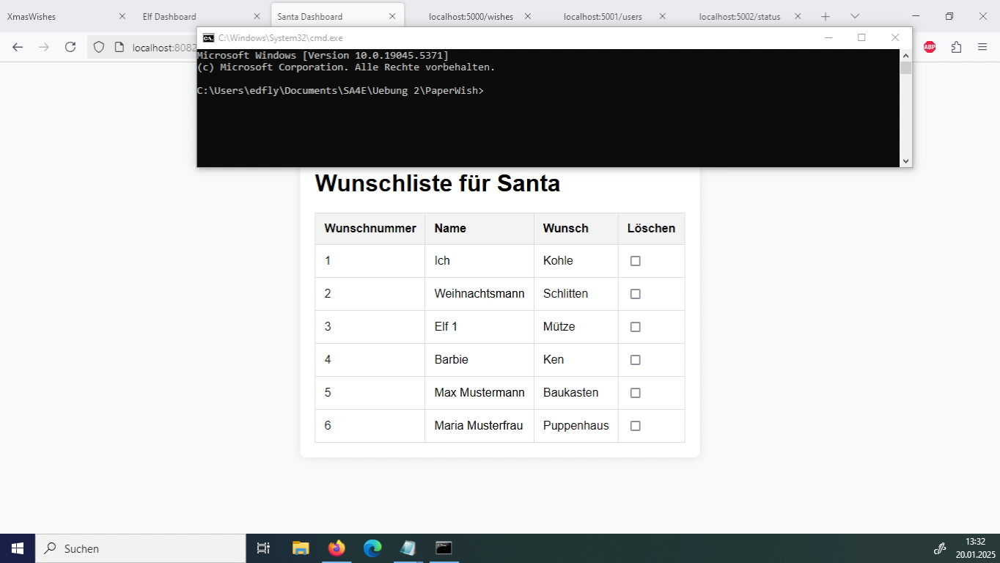 XmasWishes
Elf Dashboard
Santa Dashboard
localhost:5000/wishes
localhost:5001/users
localhost:5002/status
C:\Windows\System32\cmd.exe
localhost:8082
ABP
Microsoft Windows [Version 10.0.19045.5371]
(c) Microsoft Corporation. Alle Rechte vorbehalten.
C:\Users\edfly\Documents\SA4E\Uebung 2\PaperWish>
Wunschliste für Santa
Wunschnummer Name Wunsch Löschen
1 Ich Kohle
2 Weihnachtsmann Schlitten
3 Elf 1 Mütze
4 Barbie Ken
5 Max Mustermann Baukasten
6 Maria Musterfrau Puppenhaus
Suchen
13:32
20.01.2025